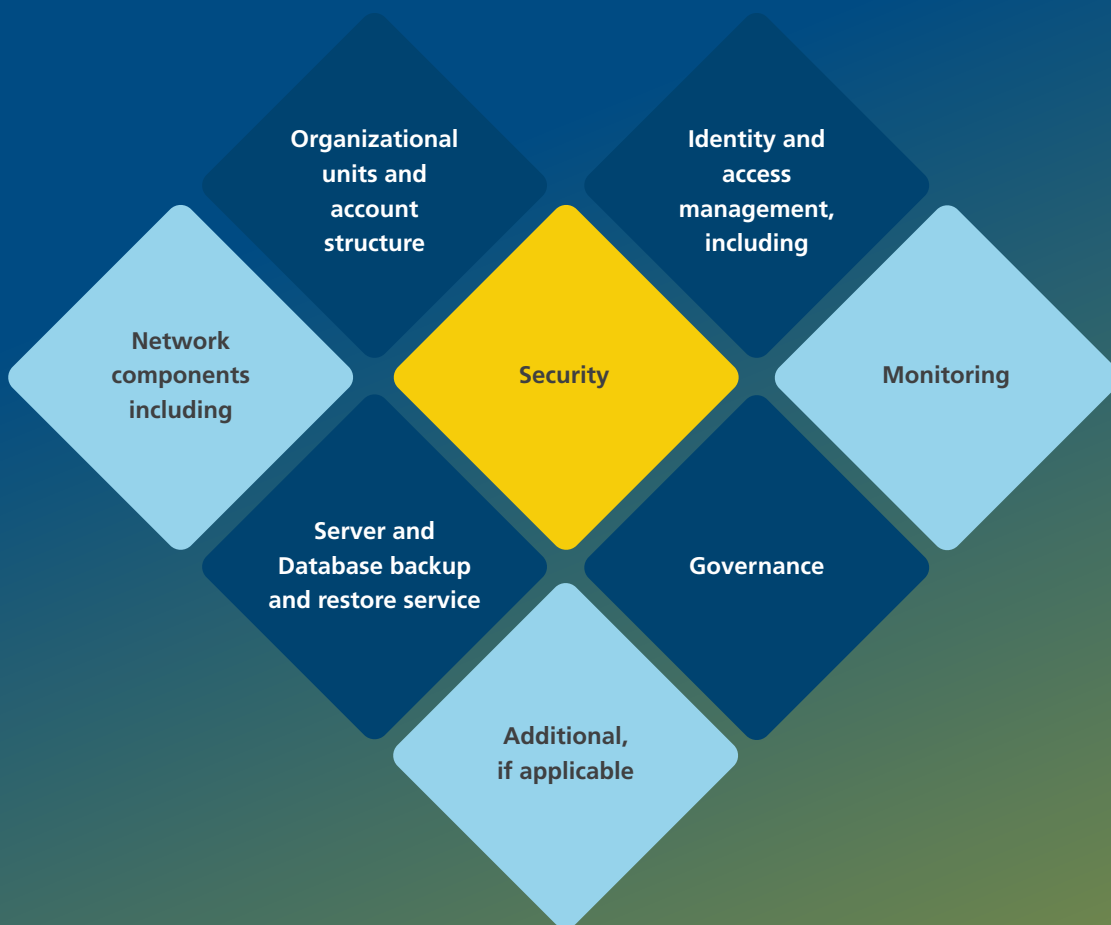 Organizational
units and
account
structure
Identity and
access
management,
including
Network
components
including
Security
Monitoring
Server and
Database backup
and restore service
Governance
Additional,
if applicable